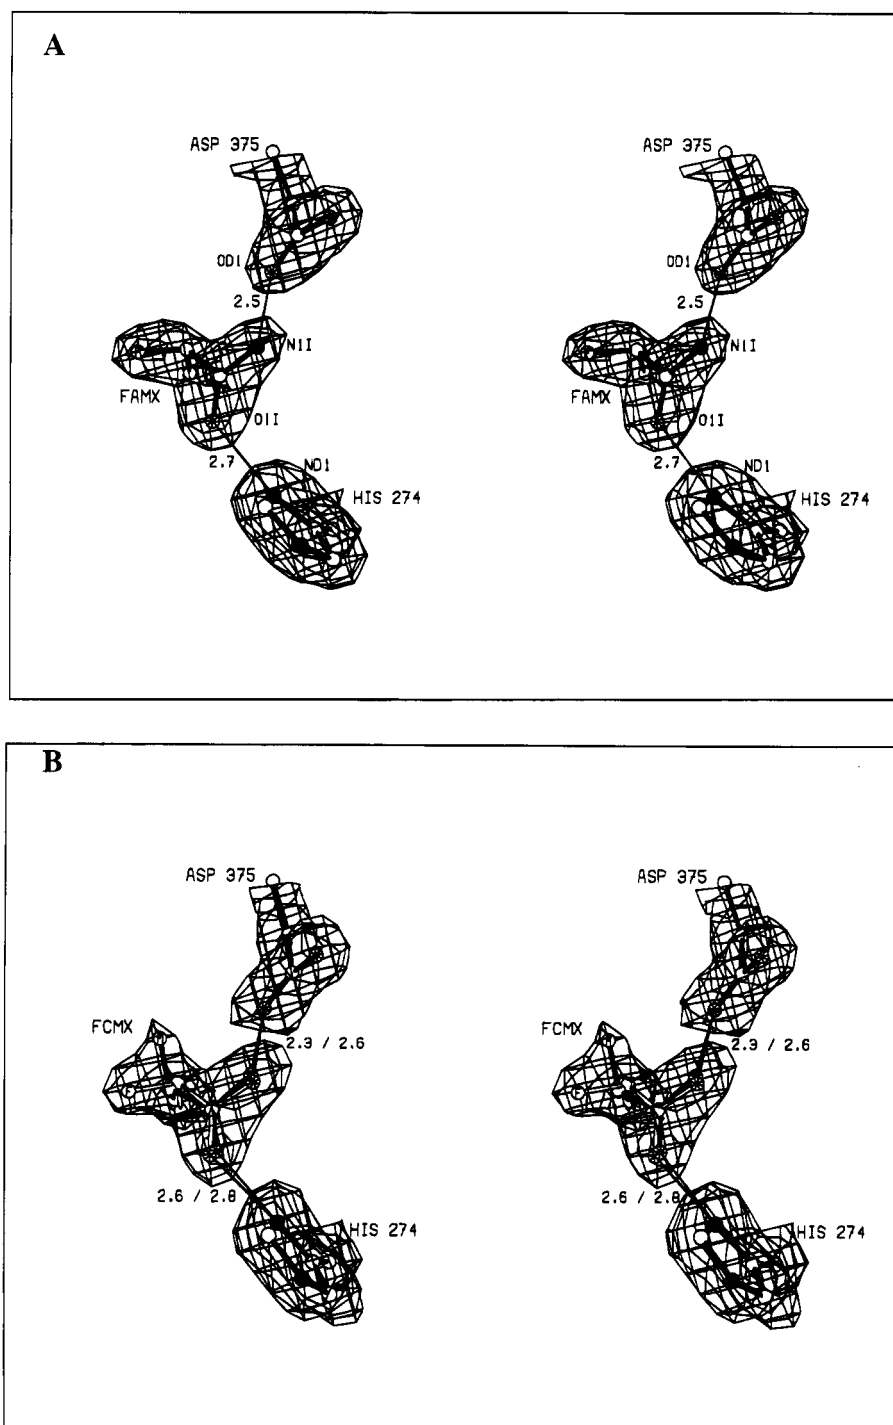 A
ASP 375 ASP 375
OD1 OD1
2.5 2.5
N1I N1I
FAMX FAMX
O1I O1I
2.7 ND1 2.7 ND1
HIS 274 HIS 274
B
ASP 375 ASP 375
FCMX FCMX
2.3 / 2.6 2.3 / 2.6
2.6 / 2.8 2.6 / 2.8
HIS 274 HIS 274